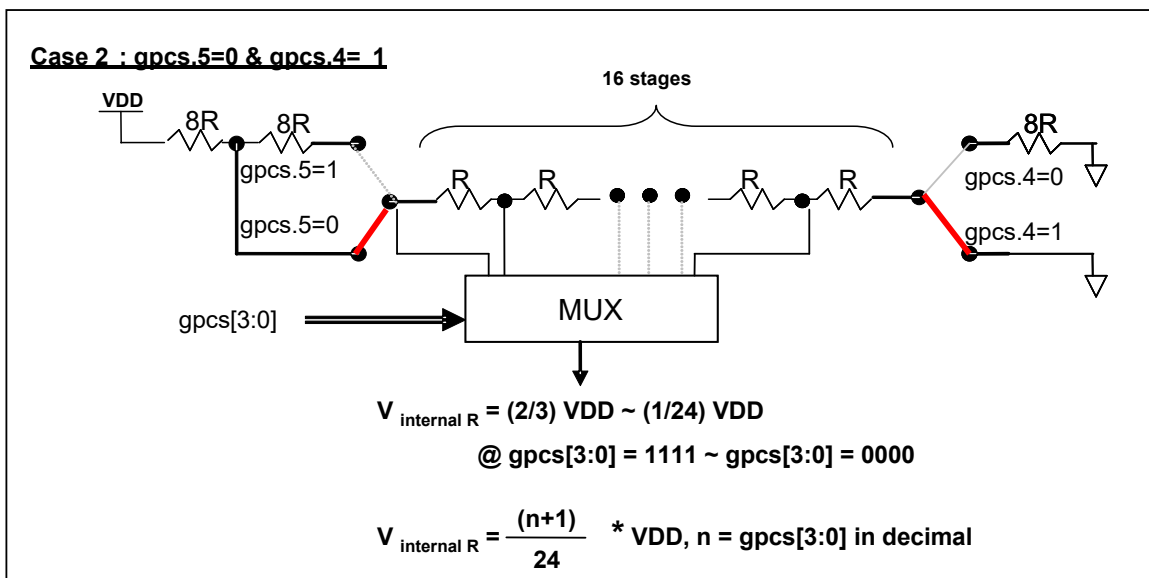 Case 2 : gpcs.5=0 & gpcs.4= 1
16 stages
VDD
8R
8R
8R
gpcs.5=1
R
R
R
R
gpcs.4=0
gpcs.5=0
gpcs.4=1
MUX
gpcs[3:0]
V internal R = (2/3) VDD ~ (1/24) VDD
@ gpcs[3:0] = 1111 ~ gpcs[3:0] = 0000
V internal R = (n+1) / 24 * VDD, n = gpcs[3:0] in decimal